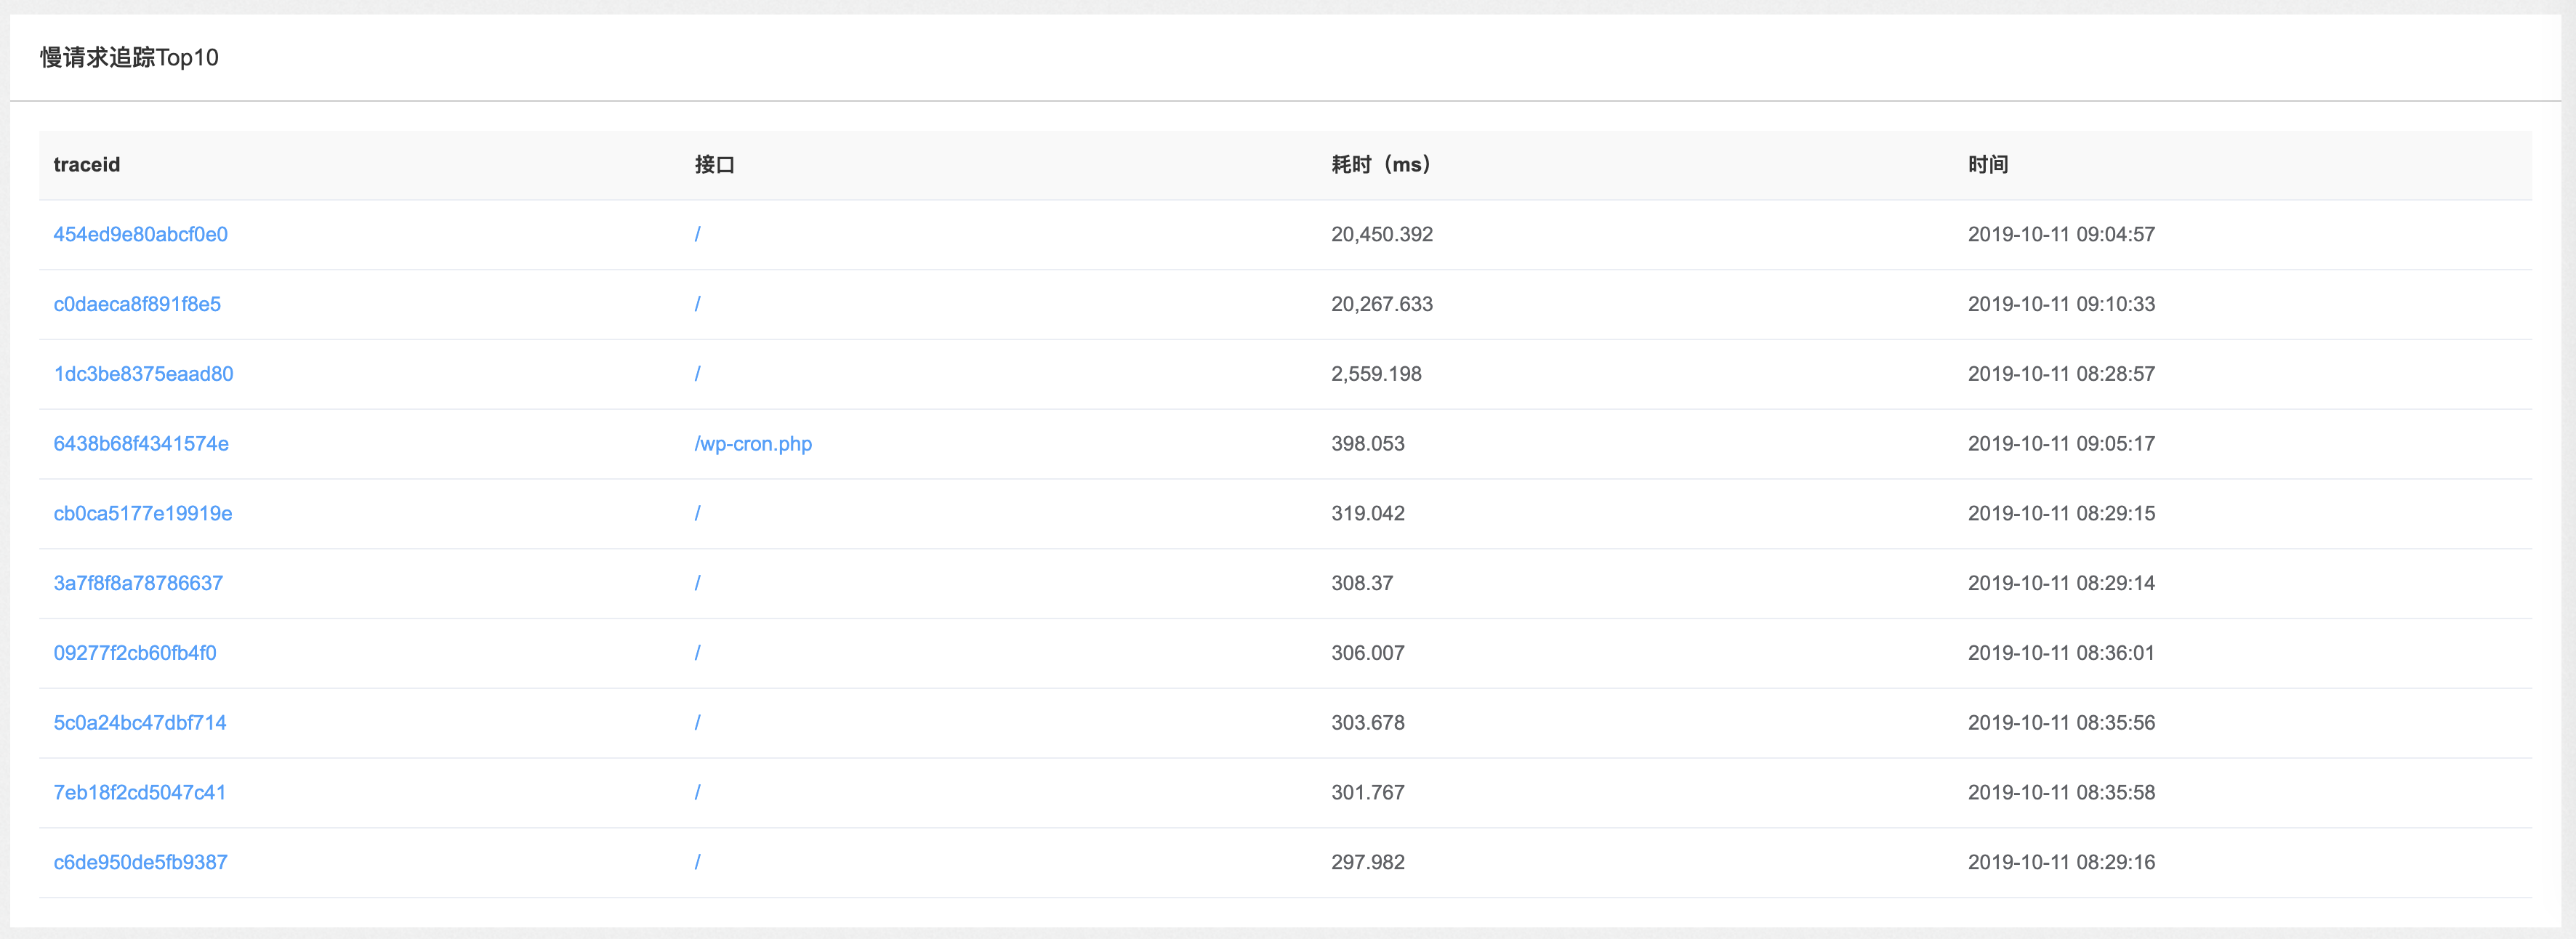 慢请求追踪Top10
traceid 接口 耗时（ms） 时间
454ed9e80abcf0e0 / 20,450.392 2019-10-11 09:04:57
c0daeca8f891f8e5 / 20,267.633 2019-10-11 09:10:33
1dc3be8375eaad80 / 2,559.198 2019-10-11 08:28:57
6438b68f4341574e /wp-cron.php 398.053 2019-10-11 09:05:17
cb0ca5177e19919e / 319.042 2019-10-11 08:29:15
3a7f8f8a78786637 / 308.37 2019-10-11 08:29:14
09277f2cb60fb4f0 / 306.007 2019-10-11 08:36:01
5c0a24bc47dbf714 / 303.678 2019-10-11 08:35:56
7eb18f2cd5047c41 / 301.767 2019-10-11 08:35:58
c6de950de5fb9387 / 297.982 2019-10-11 08:29:16